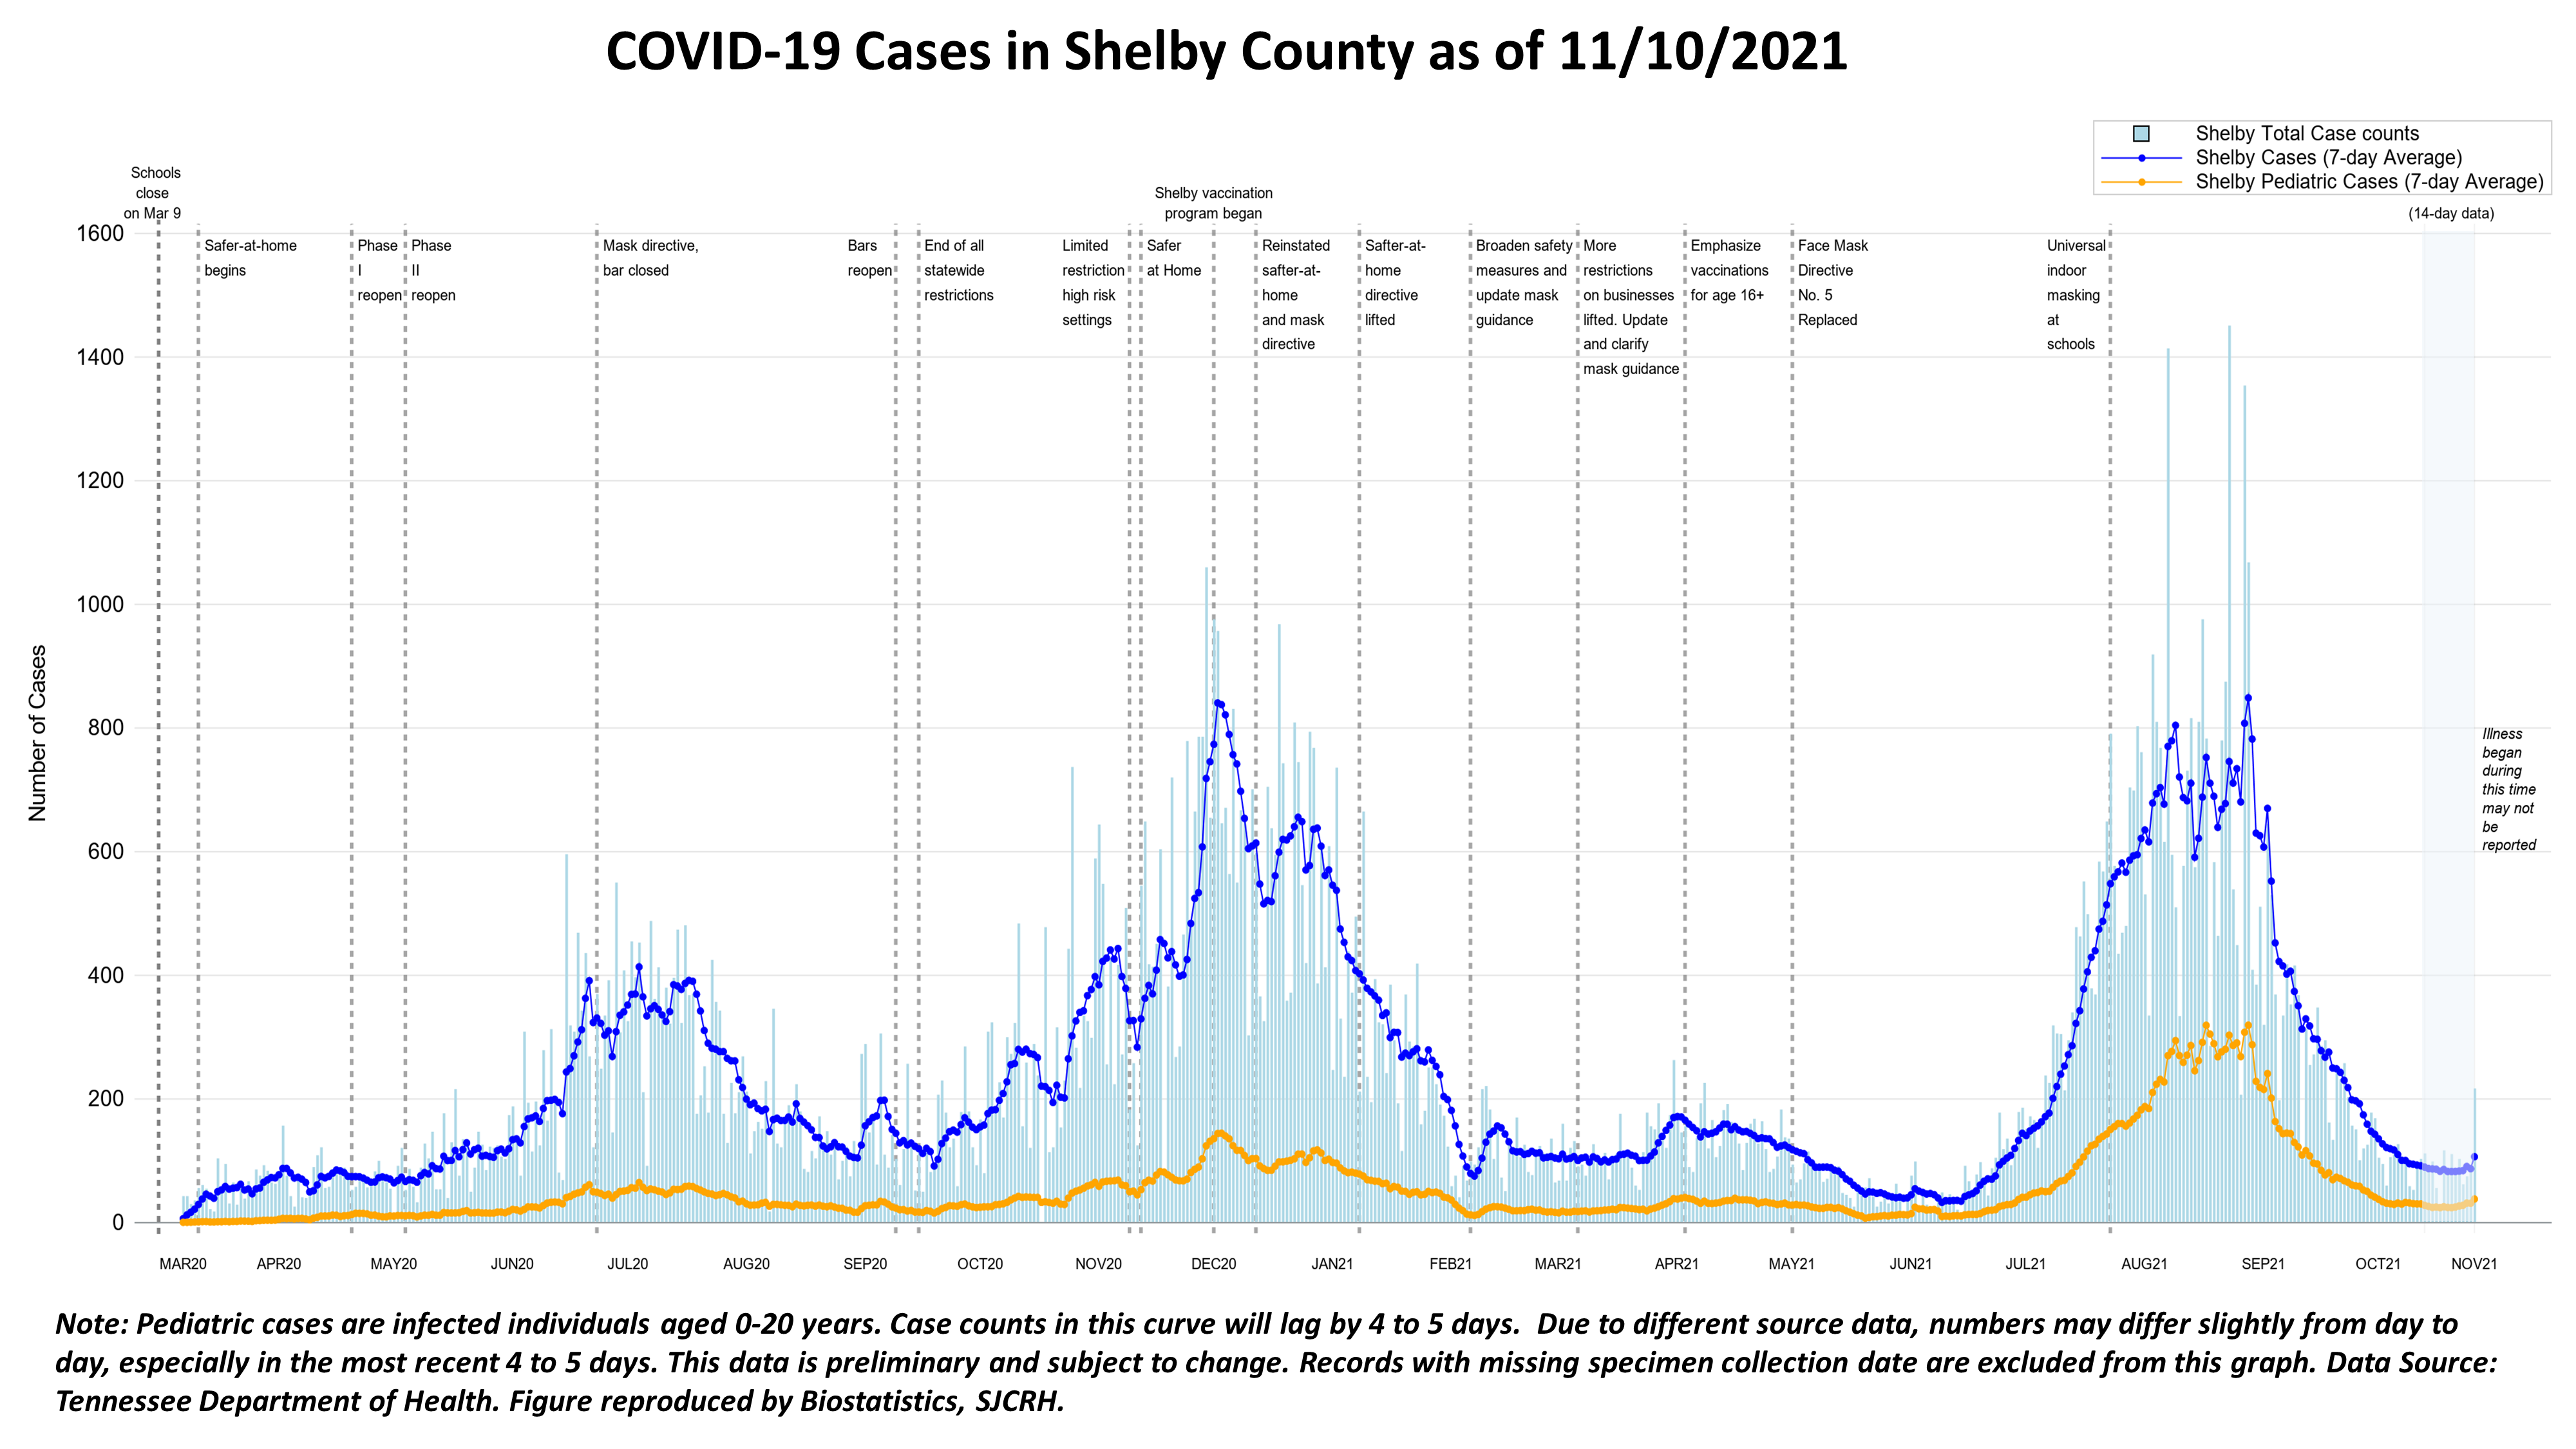 COVID-19 Cases in Shelby County as of 11/10/2021
Shelby Total Case counts
Shelby Cases (7-day Average)
Shelby Pediatric Cases (7-day Average)
Schools
close
on Mar 9
Shelby vaccination
program began
(14-day data)
Safer-at-home
begins
Phase
I
reopen
Phase
II
reopen
Mask directive,
bar closed
Bars
reopen
End of all
statewide
restrictions
Limited
restriction
high risk
settings
Safer
at Home
Reinstated
safter-at-
home
and mask
directive
Safter-at-
home
directive
lifted
Broaden safety
measures and
update mask
guidance
More
restrictions
on businesses
lifted. Update
and clarify
mask guidance
Emphasize
vaccinations
for age 16+
Face Mask
Directive
No. 5
Replaced
Universal
indoor
masking
at
schools
Illness
began
during
this time
may not
be
reported
Number of Cases
1600
1400
1200
1000
800
600
400
200
0
MAR20 APR20 MAY20 JUN20 JUL20 AUG20 SEP20 OCT20 NOV20 DEC20 JAN21 FEB21 MAR21 APR21 MAY21 JUN21 JUL21 AUG21 SEP21 OCT21 NOV21
Note: Pediatric cases are infected individuals aged 0-20 years. Case counts in this curve will lag by 4 to 5 days. Due to different source data, numbers may differ slightly from day to
day, especially in the most recent 4 to 5 days. This data is preliminary and subject to change. Records with missing specimen collection date are excluded from this graph. Data Source:
Tennessee Department of Health. Figure reproduced by Biostatistics, SJCRH.